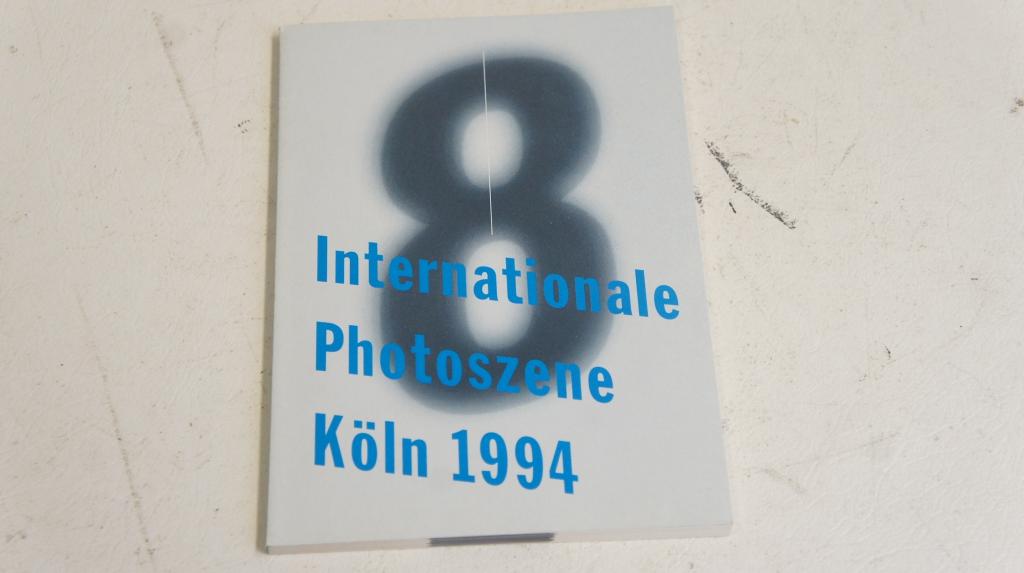 8
Internationale
Photoszene
Köln 1994